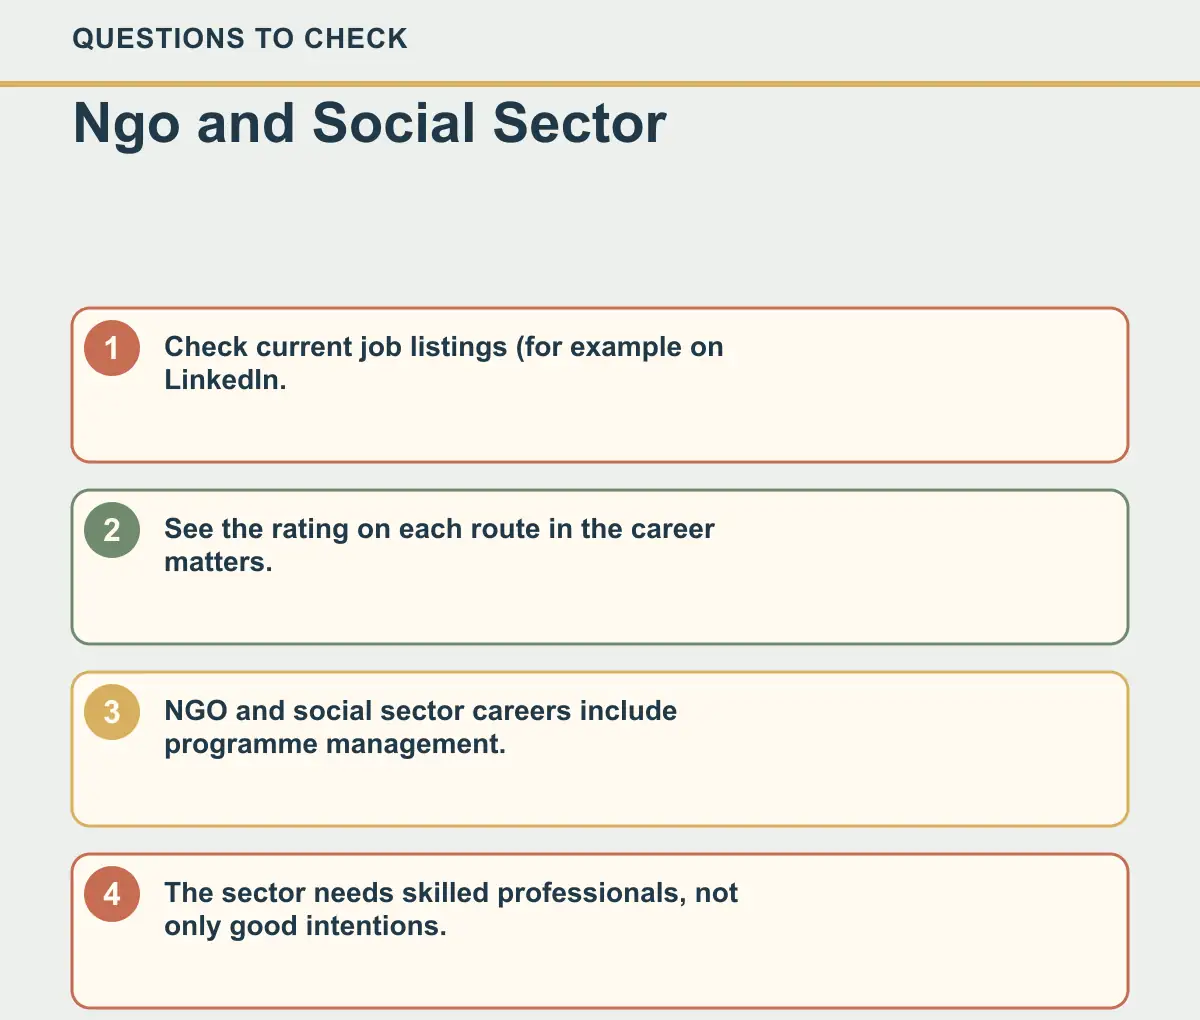 QUESTIONS TO CHECK
Ngo and Social Sector
1
Check current job listings (for example on
LinkedIn.
2
See the rating on each route in the career
matters.
3
NGO and social sector careers include
programme management.
4
The sector needs skilled professionals, not
only good intentions.